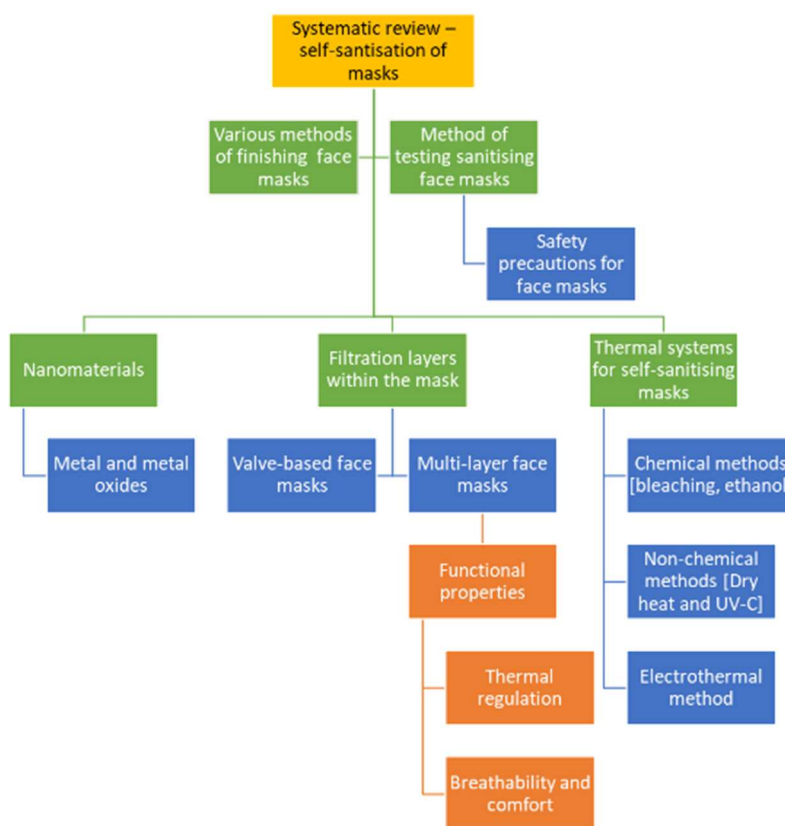 Systematic review –
self-santisation of
masks
Various methods
of finishing face
masks
Method of
testing sanitising
face masks
Safety
precautions for
face masks
Nanomaterials
Filtration layers
within the mask
Thermal systems
for self-sanitising
masks
Metal and metal
oxides
Valve-based face
masks
Multi-layer face
masks
Chemical methods
[bleaching, ethanol
Functional
properties
Non-chemical
methods [Dry
heat and UV-C]
Thermal
regulation
Electrothermal
method
Breathability and
comfort